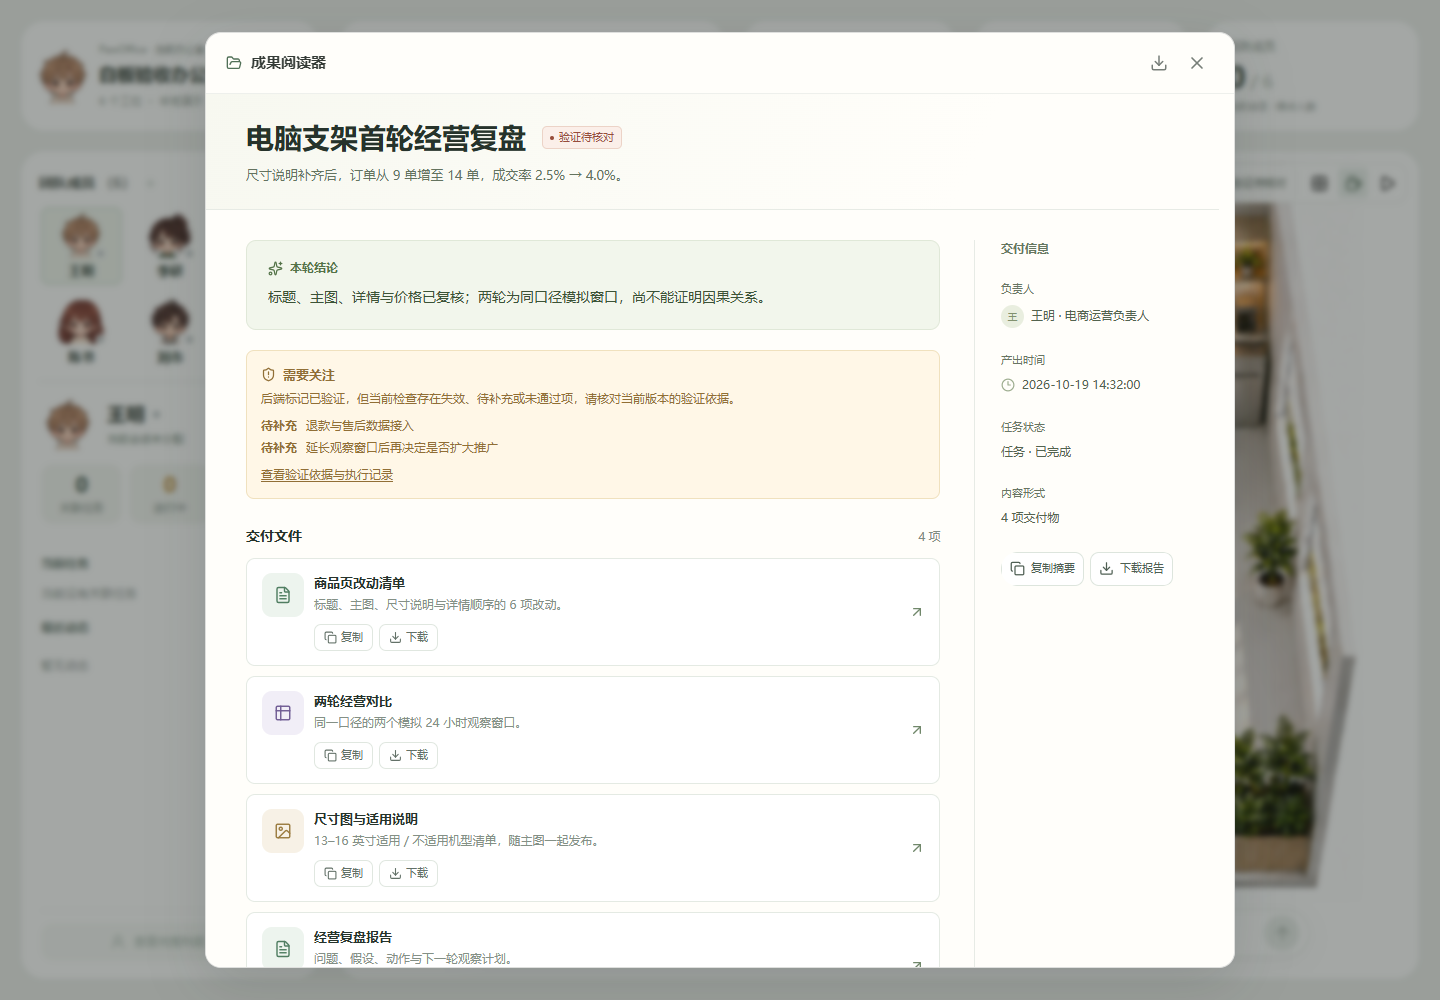 成果阅读器
电脑支架首轮经营复盘
验证待核对
尺寸说明补齐后，订单从 9 单增至 14 单，成交率 2.5% → 4.0%。
本轮结论
标题、主图、详情与价格已复核；两轮为同口径模拟窗口，尚不能证明因果关系。
需要关注
后端标记已验证，但当前检查存在失效、待补充或未通过项，请核对当前版本的验证依据。
待补充 退款与售后数据接入
待补充 延长观察窗口后再决定是否扩大推广
查看验证依据与执行记录
交付文件
4 项
商品页改动清单
标题、主图、尺寸说明与详情顺序的 6 项改动。
复制 下载
两轮经营对比
同一口径的两个模拟 24 小时观察窗口。
复制 下载
尺寸图与适用说明
13–16 英寸适用 / 不适用机型清单，随主图一起发布。
复制 下载
经营复盘报告
问题、假设、动作与下一轮观察计划。
交付信息
负责人
王 王明 · 电商运营负责人
产出时间
2026-10-19 14:32:00
任务状态
任务 · 已完成
内容形式
4 项交付物
复制摘要 下载报告